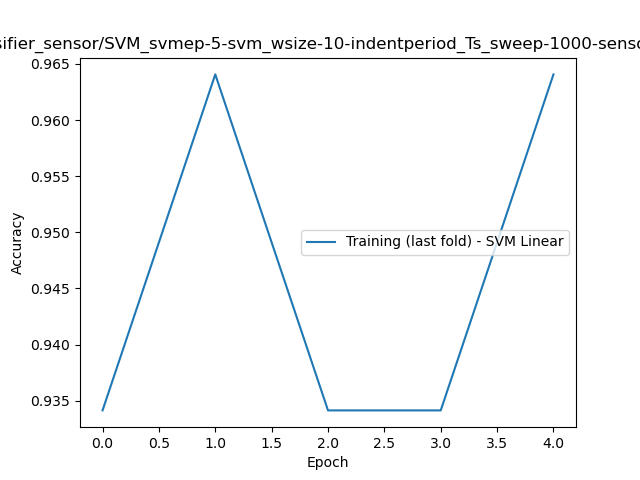 sifier_sensor/SVM_svmep-5-svm_wsize-10-indentperiod_Ts_sweep-1000-senso
0.965
0.960
0.955
0.950
0.945
0.940
0.935
Accuracy
Training (last fold) - SVM Linear
0.0 0.5 1.0 1.5 2.0 2.5 3.0 3.5 4.0
Epoch